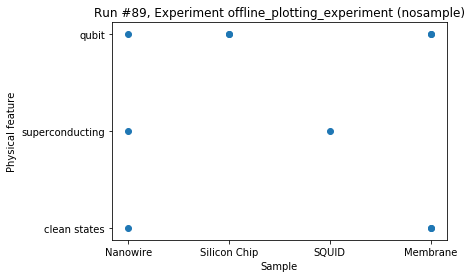 Run #89, Experiment offline_plotting_experiment (nosample)
qubit
superconducting
clean states
Physical feature
Nanowire Silicon Chip SQUID Membrane
Sample